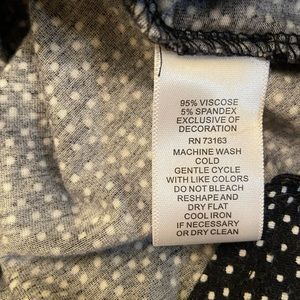 95% VISCOSE
5% SPANDEX
EXCLUSIVE OF
DECORATION
RN 73163
MACHINE WASH
COLD
GENTLE CYCLE
WITH LIKE COLORS
DO NOT BLEACH
RESHAPE AND
DRY FLAT
COOL IRON
IF NECESSARY
OR DRY CLEAN